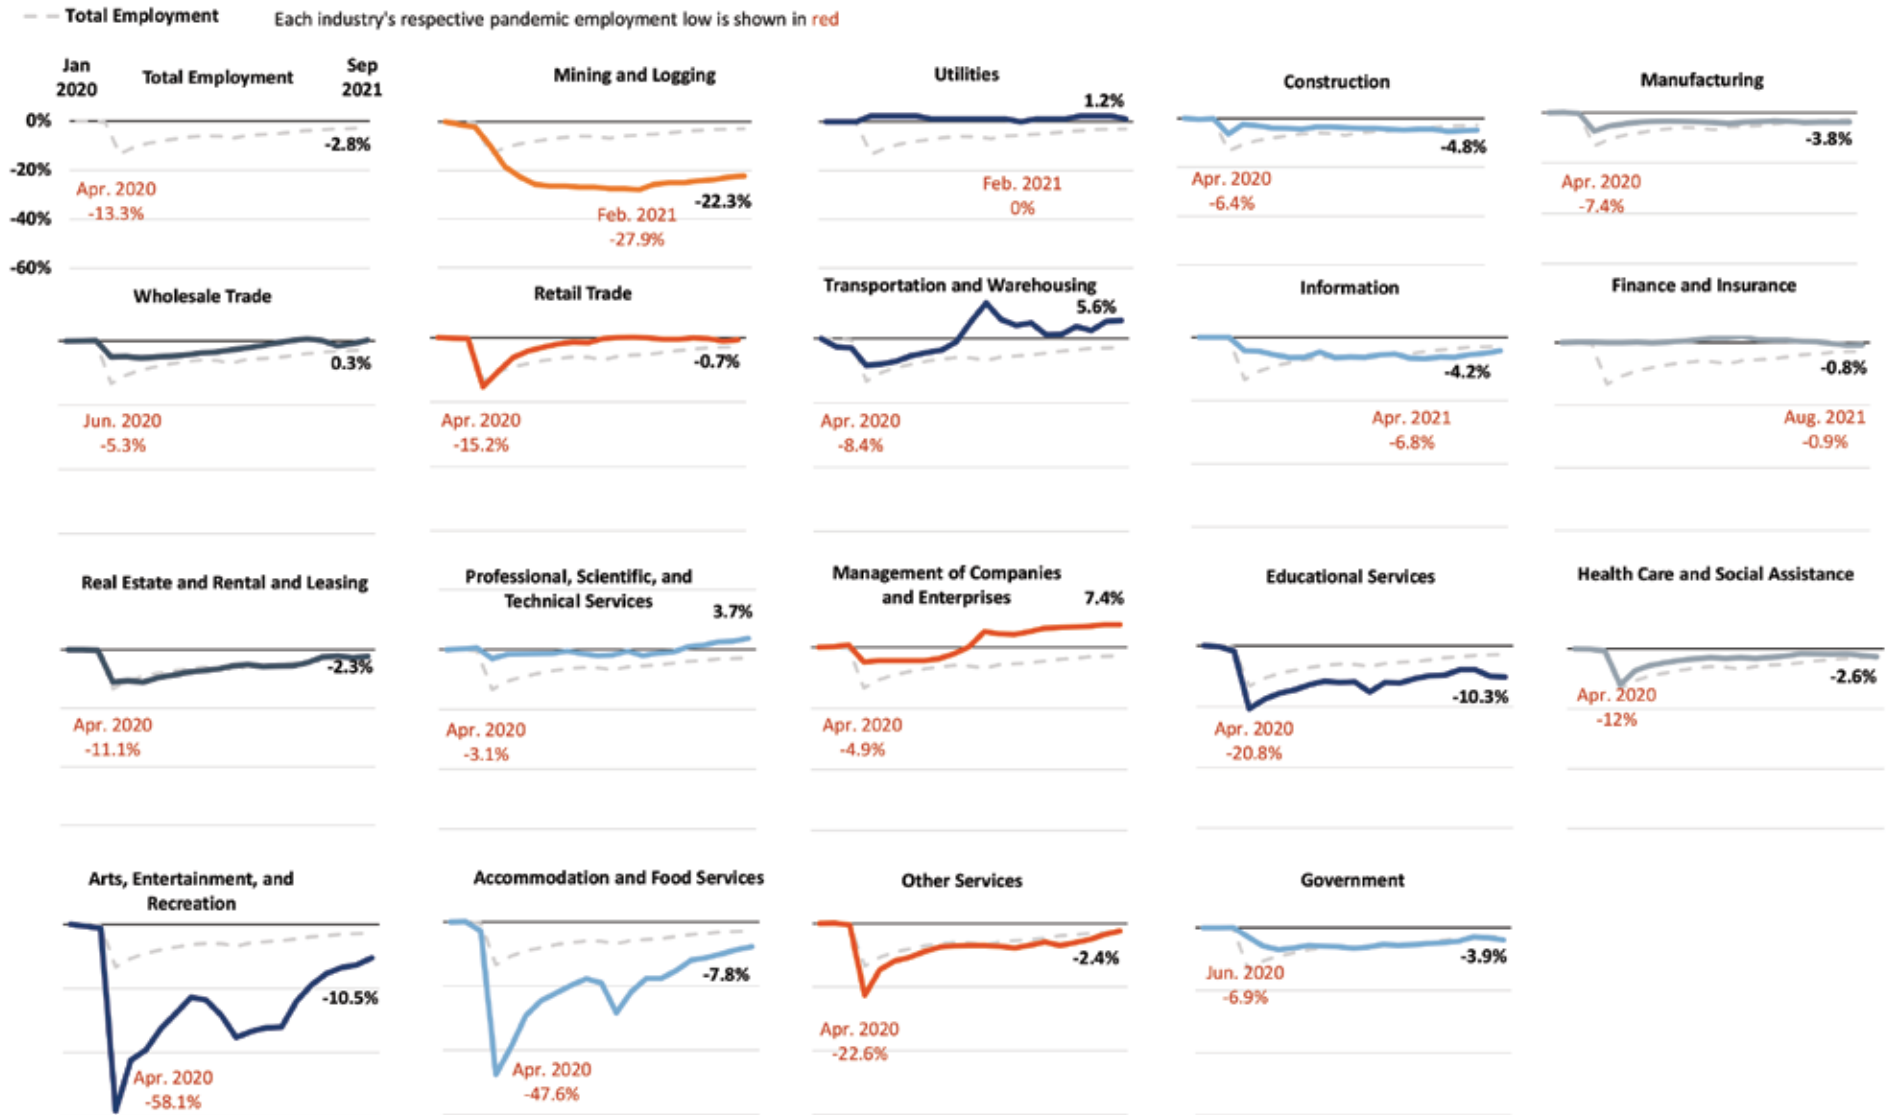 Total Employment
Each industry's respective pandemic employment low is shown in red
Jan
2020
Total Employment
Sep
2021
0%
-20%
-40%
-60%
-2.8%
Apr. 2020
-13.3%
Mining and Logging
-22.3%
Feb. 2021
-27.9%
Utilities
1.2%
Feb. 2021
0%
Construction
-4.8%
Apr. 2020
-6.4%
Manufacturing
-3.8%
Apr. 2020
-7.4%
Wholesale Trade
0.3%
Jun. 2020
-5.3%
Retail Trade
-0.7%
Apr. 2020
-15.2%
Transportation and Warehousing
5.6%
Apr. 2020
-8.4%
Information
-4.2%
Apr. 2021
-6.8%
Finance and Insurance
-0.8%
Aug. 2021
-0.9%
Real Estate and Rental and Leasing
-2.3%
Apr. 2020
-11.1%
Professional, Scientific, and
Technical Services
3.7%
Apr. 2020
-3.1%
Management of Companies
and Enterprises
7.4%
Apr. 2020
-4.9%
Educational Services
-10.3%
Apr. 2020
-20.8%
Health Care and Social Assistance
-2.6%
Apr. 2020
-12%
Arts, Entertainment, and
Recreation
-10.5%
Apr. 2020
-58.1%
Accommodation and Food Services
-7.8%
Apr. 2020
-47.6%
Other Services
-2.4%
Apr. 2020
-22.6%
Government
-3.9%
Jun. 2020
-6.9%